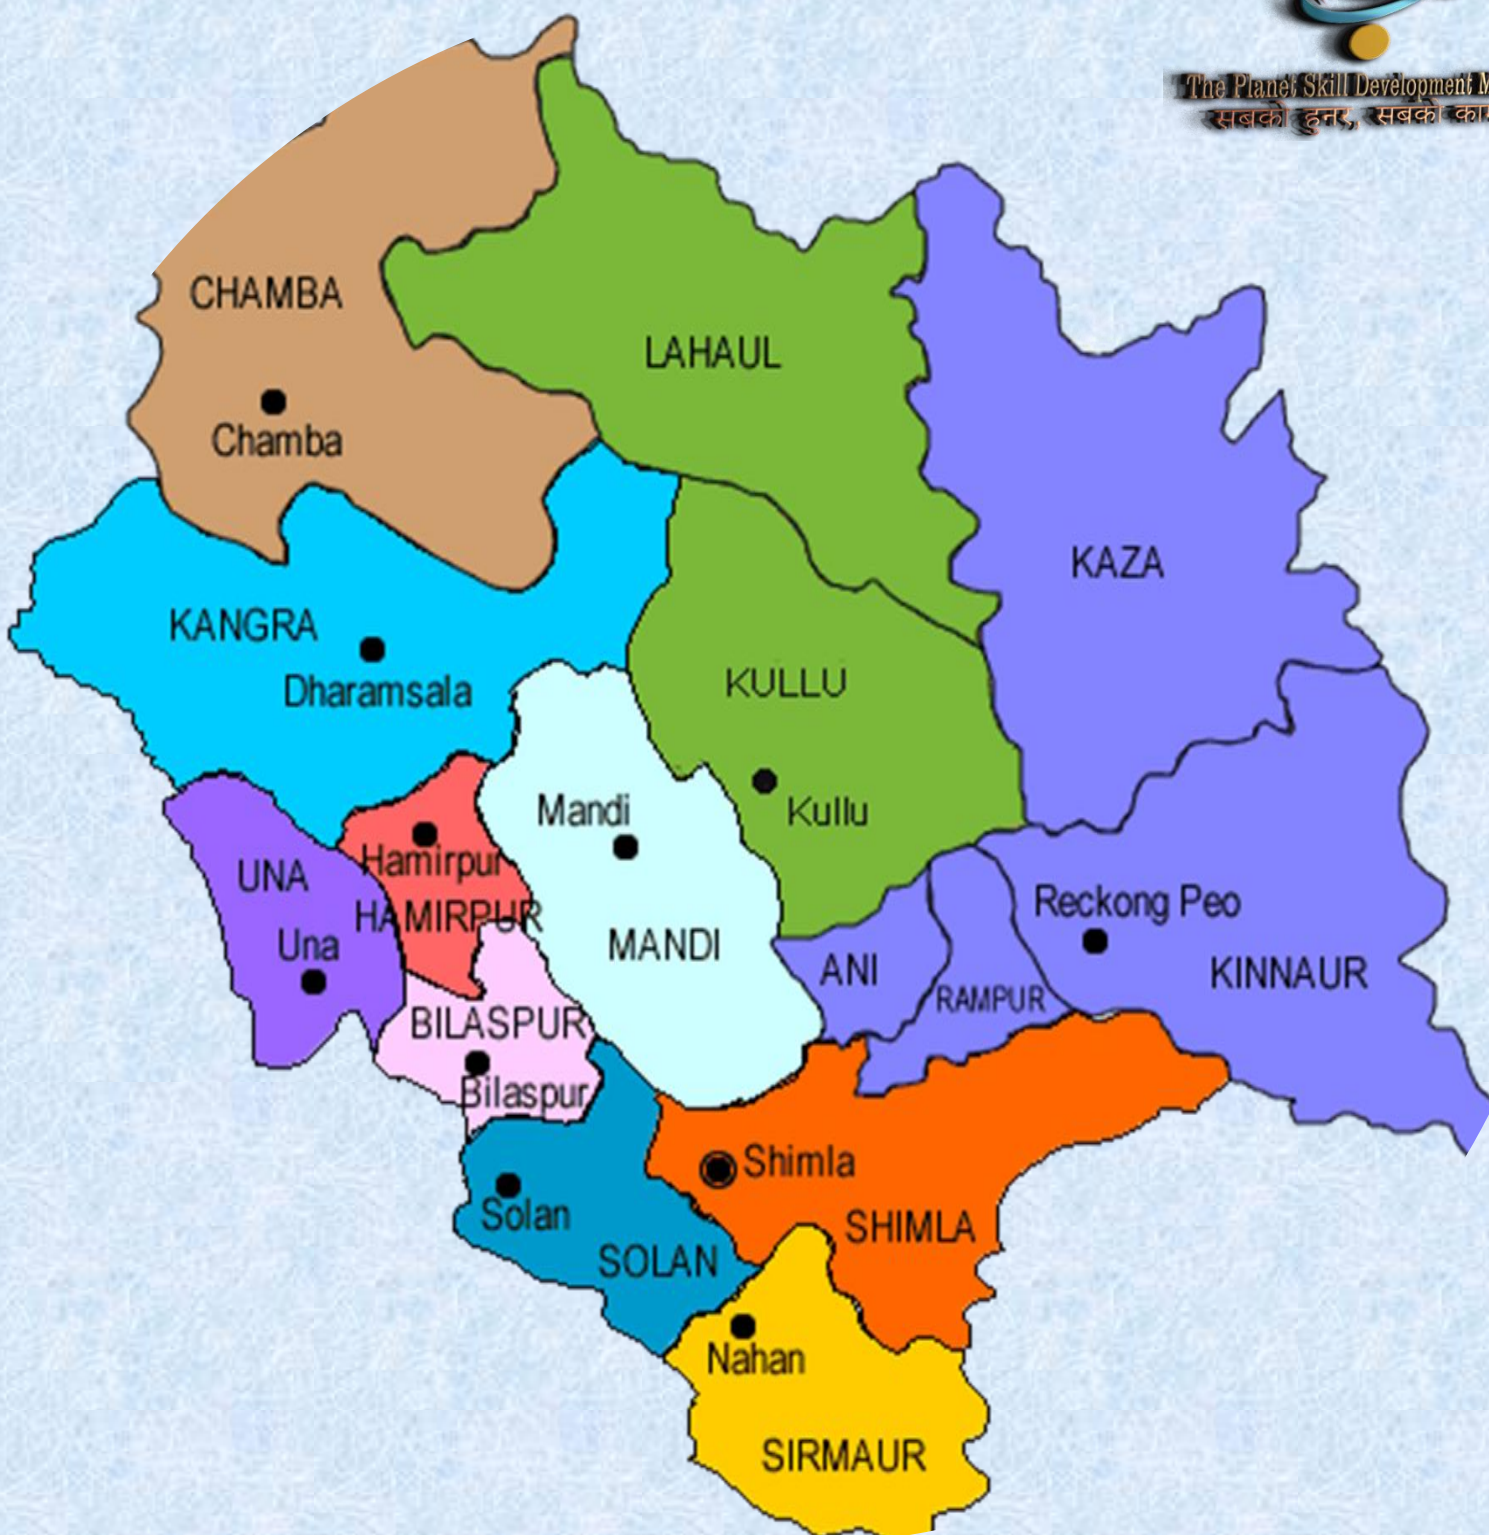 The Planet Skill Development M
सबको हुनर, सबको का
CHAMBA
Chamba
LAHAUL
KAZA
KANGRA
Dharamsala
KULLU
Kullu
Mandi
MANDI
Hamirpur
HAMIRPUR
UNA
Una
Reckong Peo
KINNAUR
ANI
RAMPUR
BILASPUR
Bilaspur
Shimla
SHIMLA
Solan
SOLAN
Nahan
SIRMAUR